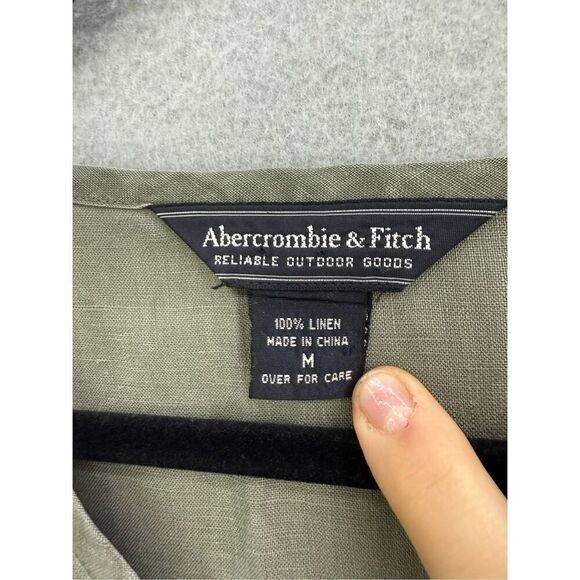 Abercrombie & Fitch
RELIABLE OUTDOOR GOODS
100% LINEN
MADE IN CHINA
M
OVER FOR CARE